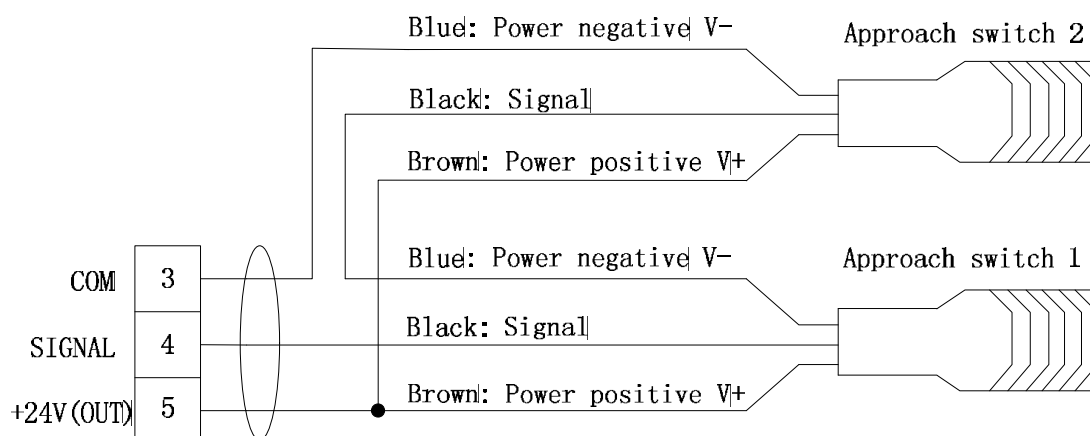 Blue: Power negative V-
Approach switch 2
Black: Signal
Brown: Power positive V+
Blue: Power negative V-
Approach switch 1
COM 3
Black: Signal
SIGNAL 4
Brown: Power positive V+
+24V(OUT) 5